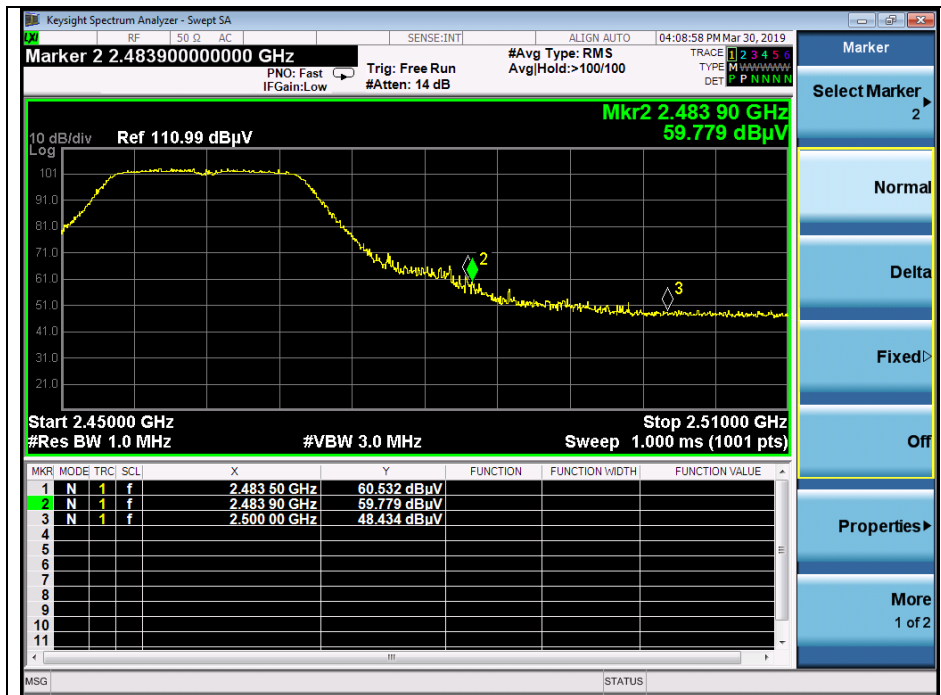 Keysight Spectrum Analyzer - Swept SA
LXI RF 50 Ω AC SENSE:INT ALIGN AUTO 04:08:58 PM Mar 30, 2019
Marker 2 2.483900000000 GHz
PNO: Fast
IFGain:Low
Trig: Free Run
#Atten: 14 dB
#Avg Type: RMS
Avg|Hold:>100/100
TRACE 1 2 3 4 5 6
TYPE M W W W W W
DET P P N N N N
Mkr2 2.483 90 GHz
59.779 dBµV
10 dB/div Ref 110.99 dBµV
Log
101
91.0
81.0
71.0
61.0
51.0
41.0
31.0
21.0
2
3
Start 2.45000 GHz Stop 2.51000 GHz
#Res BW 1.0 MHz #VBW 3.0 MHz Sweep 1.000 ms (1001 pts)
MKR MODE TRC SCL X Y FUNCTION FUNCTION WIDTH FUNCTION VALUE
1 N 1 f 2.483 50 GHz 60.532 dBµV
2 N 1 f 2.483 90 GHz 59.779 dBµV
3 N 1 f 2.500 00 GHz 48.434 dBµV
4
5
6
7
8
9
10
11
MSG STATUS
Marker
Select Marker
2
Normal
Delta
Fixed
Off
Properties
More
1 of 2